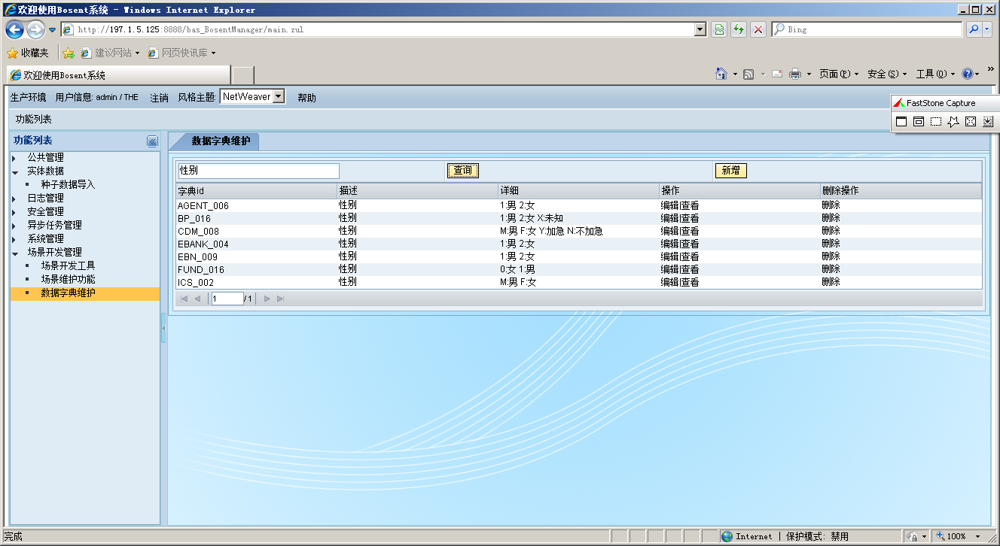 欢迎使用Bosent系统 - Windows Internet Explorer
http://197.1.5.125:8888/bas_BosentManager/main.zul
Bing
收藏夹 建议网站 网页快讯库
欢迎使用Bosent系统
页面(P) 安全(S) 工具(O) »
生产环境 用户信息: admin / THE 注销 风格主题: NetWeaver 帮助
FastStone Capture
功能列表
功能列表
公共管理
实体数据
种子数据导入
日志管理
安全管理
异步任务管理
系统管理
场景开发管理
场景开发工具
场景维护功能
数据字典维护
数据字典维护
性别 查询 新增
字典id 描述 详细 操作 删除操作
AGENT_006 性别 1:男 2:女 编辑|查看 删除
BP_016 性别 1:男 2:女 X:未知 编辑|查看 删除
CDM_008 性别 M:男 F:女 Y:加急 N:不加急 编辑|查看 删除
EBANK_004 性别 1:男 2:女 编辑|查看 删除
EBN_009 性别 1:男 2:女 编辑|查看 删除
FUND_016 性别 0:女 1:男 编辑|查看 删除
ICS_002 性别 M:男 F:女 编辑|查看 删除
1 / 1
完成 Internet | 保护模式: 禁用 100%